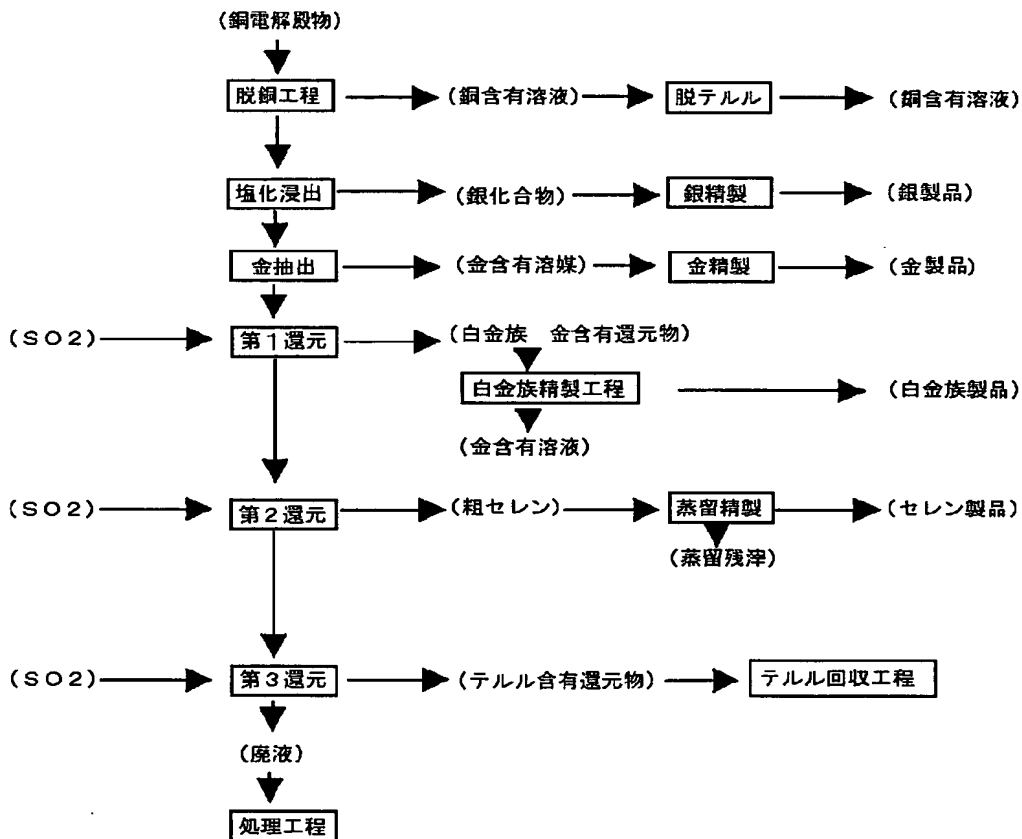 (銅電解殿物)
脱銅工程 (銅含有溶液) 脱テルル (銅含有溶液)
塩化浸出 (銀化合物) 銀精製 (銀製品)
金抽出 (金含有溶媒) 金精製 (金製品)
(SO2) 第1還元 (白金族 金含有還元物)
白金族精製工程 (白金族製品)
(金含有溶液)
(SO2) 第2還元 (粗セレン) 蒸留精製 (セレン製品)
(蒸留残滓)
(SO2) 第3還元 (テルル含有還元物) テルル回収工程
(廃液)
処理工程